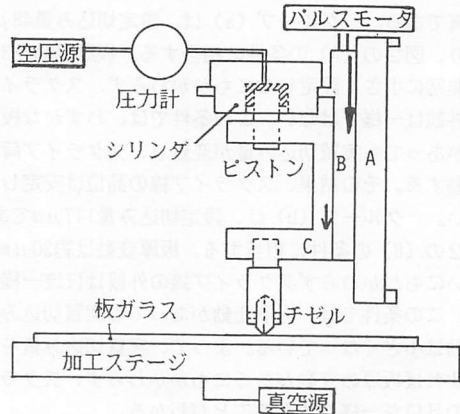 パルスモータ
空圧源
圧力計
シリンダ
ピストン
B
A
C
チゼル
板ガラス
加工ステージ
真空源